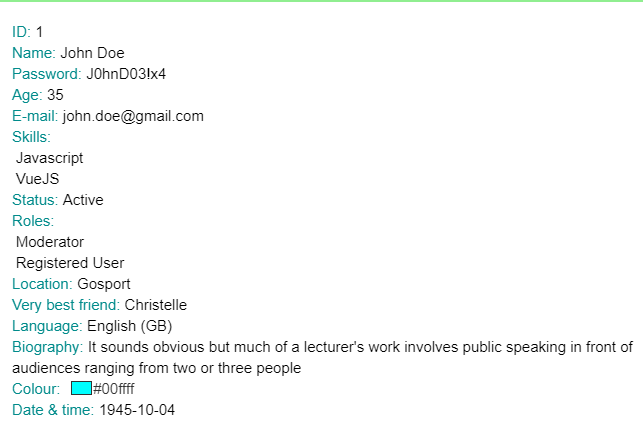 ID: 1
Name: John Doe
Password: J0hnD03!x4
Age: 35
E-mail: john.doe@gmail.com
Skills:
Javascript
VueJS
Status: Active
Roles:
Moderator
Registered User
Location: Gosport
Very best friend: Christelle
Language: English (GB)
Biography: It sounds obvious but much of a lecturer's work involves public speaking in front of
audiences ranging from two or three people
Colour: #00ffff
Date & time: 1945-10-04